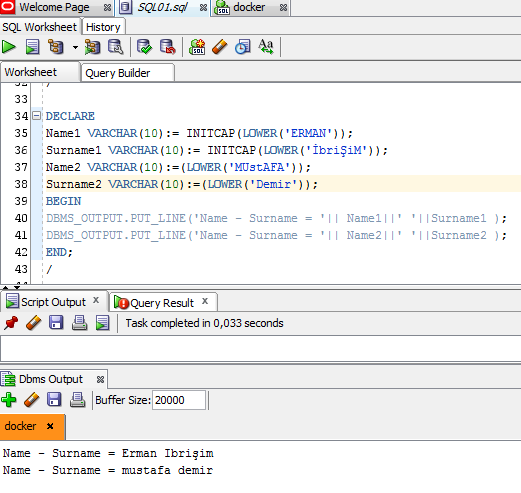 Welcome Page SQL01.sql docker
SQL Worksheet History
Worksheet Query Builder
33
34 DECLARE
35 Name1 VARCHAR(10):= INITCAP(LOWER('ERMAN'));
36 Surname1 VARCHAR(10):= INITCAP(LOWER('İbriŞiM'));
37 Name2 VARCHAR(10):=(LOWER('MUstAFA'));
38 Surname2 VARCHAR(10):=(LOWER('Demir'));
39 BEGIN
40 DBMS_OUTPUT.PUT_LINE('Name - Surname = '|| Name1||' '||Surname1 );
41 DBMS_OUTPUT.PUT_LINE('Name - Surname = '|| Name2||' '||Surname2 );
42 END;
43 /
Script Output x Query Result x
Task completed in 0,033 seconds
Dbms Output
Buffer Size: 20000
docker
Name - Surname = Erman Ibrişim
Name - Surname = mustafa demir